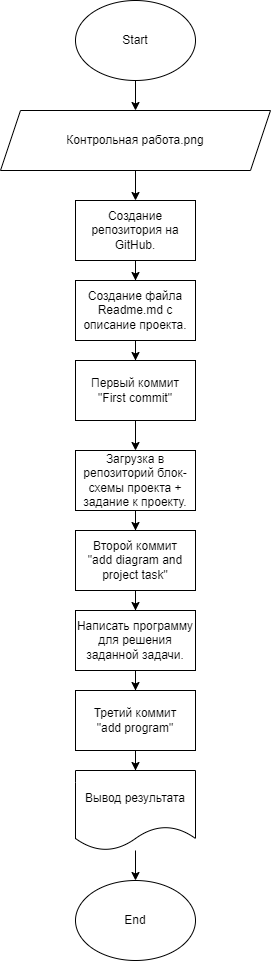 Start
Контрольная работа.png
Создание
репозитория на
GitHub.
Создание файла
Readme.md с
описание проекта.
Первый коммит
"First commit"
Загрузка в
репозиторий блок-
схемы проекта +
задание к проекту.
Второй коммит
"add diagram and
project task"
Написать программу
для решения
заданной задачи.
Третий коммит
"add program"
Вывод результата
End